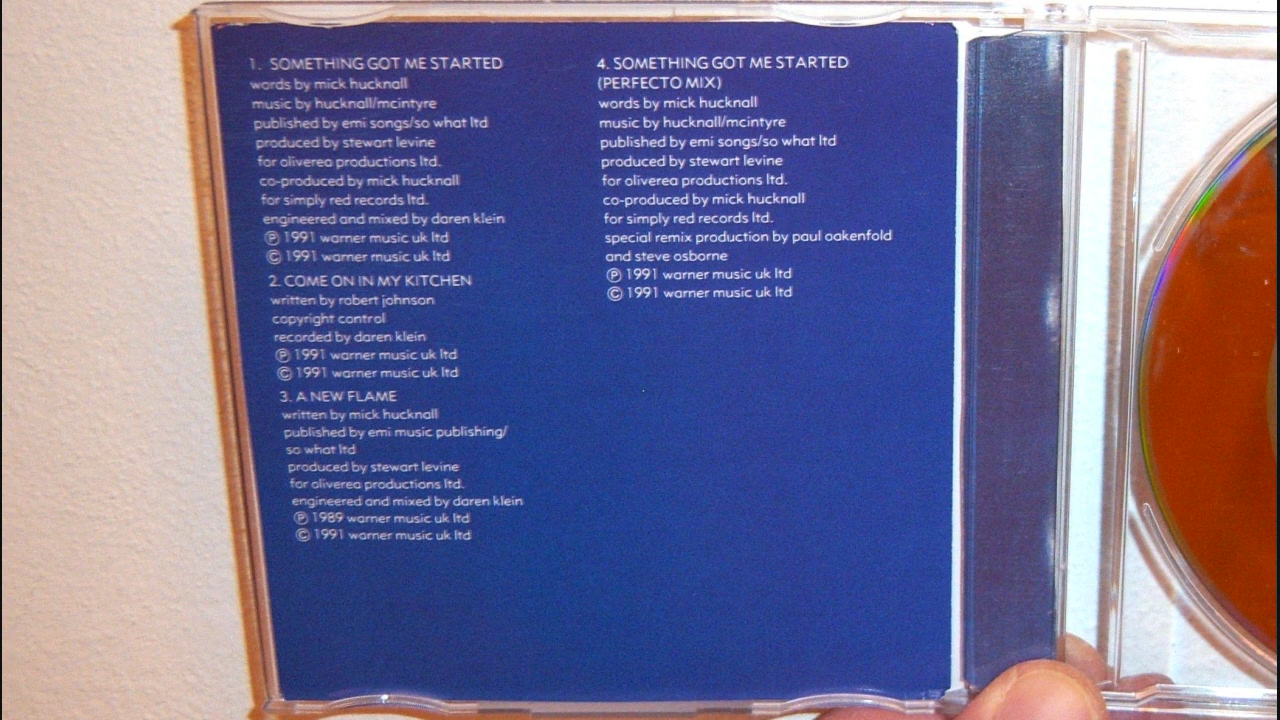 1. SOMETHING GOT ME STARTED
words by mick hucknall
music by hucknall/mcintyre
published by emi songs/so what ltd
produced by stewart levine
for oliverea productions ltd.
co-produced by mick hucknall
for simply red records ltd.
engineered and mixed by daren klein
℗ 1991 warner music uk ltd
© 1991 warner music uk ltd
2. COME ON IN MY KITCHEN
written by robert johnson
copyright control
recorded by daren klein
℗ 1991 warner music uk ltd
© 1991 warner music uk ltd
3. A NEW FLAME
written by mick hucknall
published by emi music publishing/
so what ltd
produced by stewart levine
for oliverea productions ltd.
engineered and mixed by daren klein
℗ 1989 warner music uk ltd
© 1991 warner music uk ltd
4. SOMETHING GOT ME STARTED
(PERFECTO MIX)
words by mick hucknall
music by hucknall/mcintyre
published by emi songs/so what ltd
produced by stewart levine
for oliverea productions ltd.
co-produced by mick hucknall
for simply red records ltd.
special remix production by paul oakenfold
and steve osborne
℗ 1991 warner music uk ltd
© 1991 warner music uk ltd